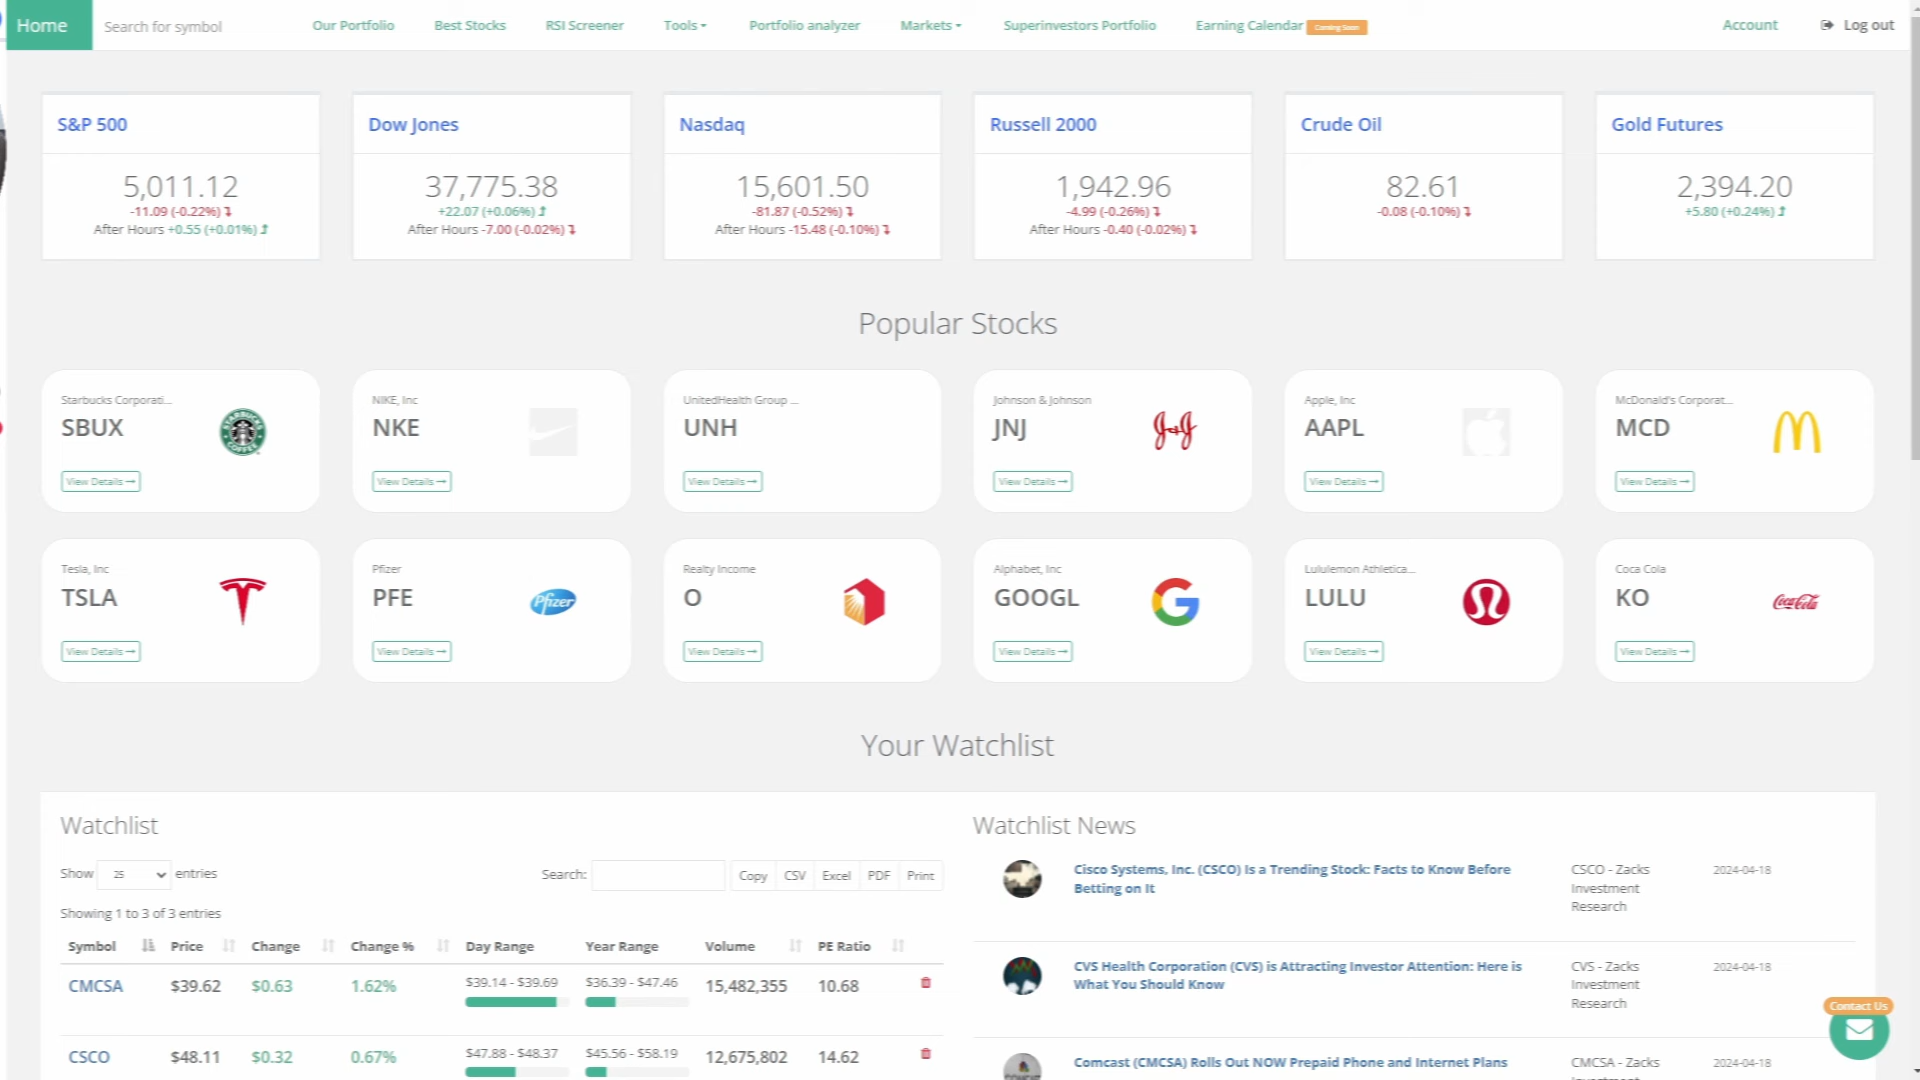 Home
Search for symbol
Our Portfolio
Best Stocks
RSI Screener
Tools
Portfolio analyzer
Markets
Superinvestors Portfolio
Earning Calendar
Coming Soon
Account
Log out
S&P 500
5,011.12
-11.09 (-0.22%)
After Hours +0.55 (+0.01%)
Dow Jones
37,775.38
+22.07 (+0.06%)
After Hours -7.00 (-0.02%)
Nasdaq
15,601.50
-81.87 (-0.52%)
After Hours -15.48 (-0.10%)
Russell 2000
1,942.96
-4.99 (-0.26%)
After Hours -0.40 (-0.02%)
Crude Oil
82.61
-0.08 (-0.10%)
Gold Futures
2,394.20
+5.80 (+0.24%)
Popular Stocks
Starbucks Corporati...
SBUX
STARBUCKS COFFEE
View Details
NIKE, Inc
NKE
View Details
UnitedHealth Group ...
UNH
View Details
Johnson & Johnson
JNJ
J&J
View Details
Apple, Inc
AAPL
View Details
McDonald's Corporat...
MCD
View Details
Tesla, Inc
TSLA
View Details
Pfizer
PFE
Pfizer
View Details
Realty Income
O
View Details
Alphabet, Inc
GOOGL
G
View Details
Lululemon Athletica...
LULU
View Details
Coca Cola
KO
Coca-Cola
View Details
Your Watchlist
Watchlist
Show 25 entries
Search:
Copy CSV Excel PDF Print
Showing 1 to 3 of 3 entries
Symbol Price Change Change % Day Range Year Range Volume PE Ratio
CMCSA $39.62 $0.63 1.62% $39.14 - $39.69 $36.39 - $47.46 15,482,355 10.68
CSCO $48.11 $0.32 0.67% $47.88 - $48.37 $45.56 - $58.19 12,675,802 14.62
Watchlist News
Cisco Systems, Inc. (CSCO) Is a Trending Stock: Facts to Know Before
Betting on It
CSCO - Zacks
Investment
Research
2024-04-18
CVS Health Corporation (CVS) is Attracting Investor Attention: Here is
What You Should Know
CVS - Zacks
Investment
Research
2024-04-18
Comcast (CMCSA) Rolls Out NOW Prepaid Phone and Internet Plans
CMCSA - Zacks
Investment
2024-04-18
Contact Us